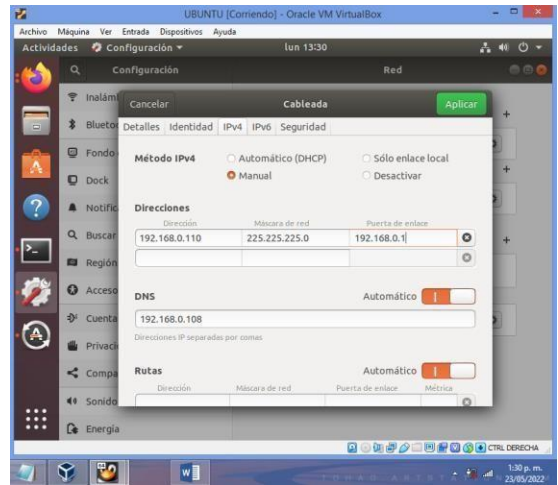 UBUNTU [Corriendo] - Oracle VM VirtualBox
Archivo Máquina Ver Entrada Dispositivos Ayuda
Actividades Configuración lun 13:30
Configuración Red
Cancelar Cableada Aplicar
Detalles Identidad IPv4 IPv6 Seguridad
Método IPv4 Automático (DHCP) Sólo enlace local
Manual Desactivar
Direcciones
Dirección Máscara de red Puerta de enlace
192.168.0.110 225.225.225.0 192.168.0.1
DNS Automático
192.168.0.108
Direcciones IP separadas por comas
Rutas Automático
Dirección Máscara de red Puerta de enlace Métrica
Inalám
Blueto
Fondo
Dock
Notific
Buscar
Región
Acceso
Cuenta
Privaci
Compa
Sonido
Energía
CTRL DERECHA
1:30 p. m.
23/05/2022